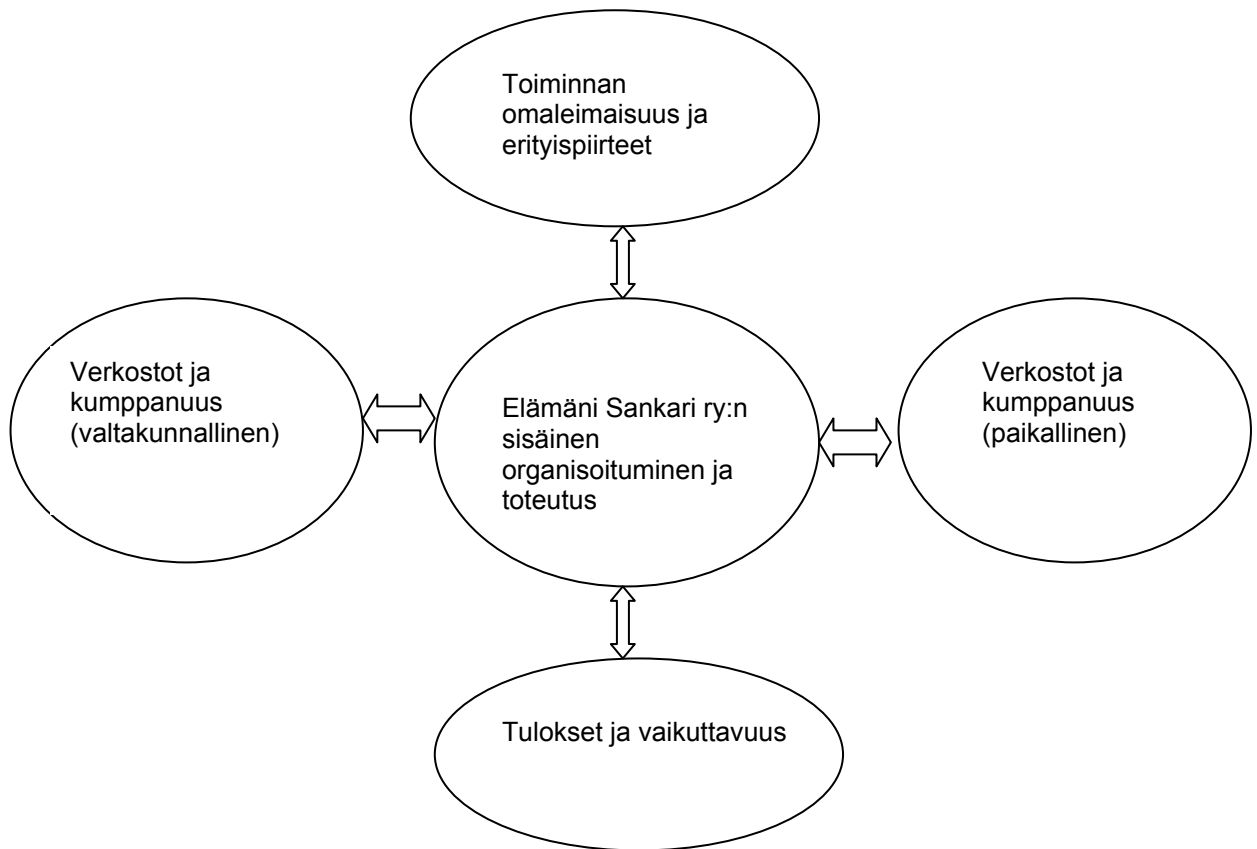 Toiminnan
omaleimaisuus ja
erityispiirteet
Verkostot ja
kumppanuus
(valtakunnallinen)
Elämäni Sankari ry:n
sisäinen
organisoituminen ja
toteutus
Verkostot ja
kumppanuus
(paikallinen)
Tulokset ja vaikuttavuus